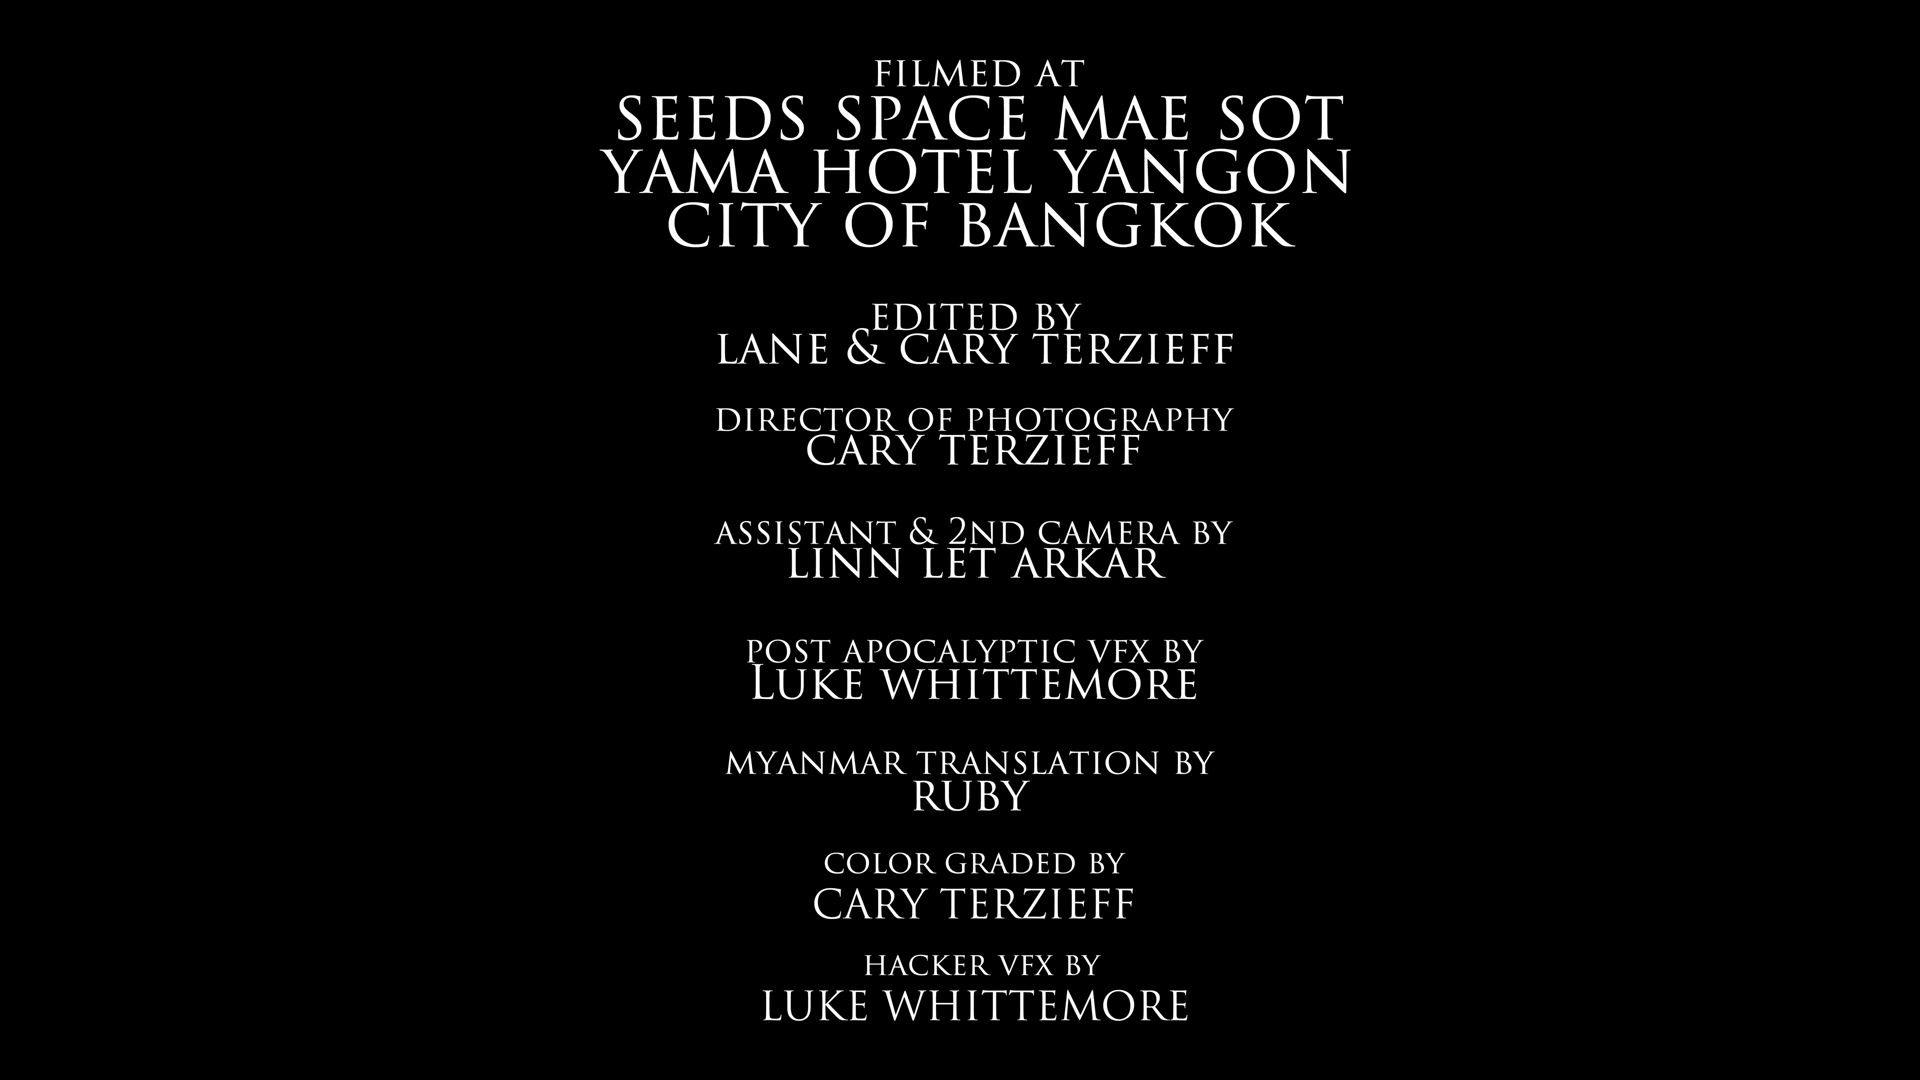 FILMED AT
SEEDS SPACE MAE SOT
YAMA HOTEL YANGON
CITY OF BANGKOK
EDITED BY
LANE & CARY TERZIEFF
DIRECTOR OF PHOTOGRAPHY
CARY TERZIEFF
ASSISTANT & 2ND CAMERA BY
LINN LET ARKAR
POST APOCALYPTIC VFX BY
LUKE WHITTEMORE
MYANMAR TRANSLATION BY
RUBY
COLOR GRADED BY
CARY TERZIEFF
HACKER VFX BY
LUKE WHITTEMORE